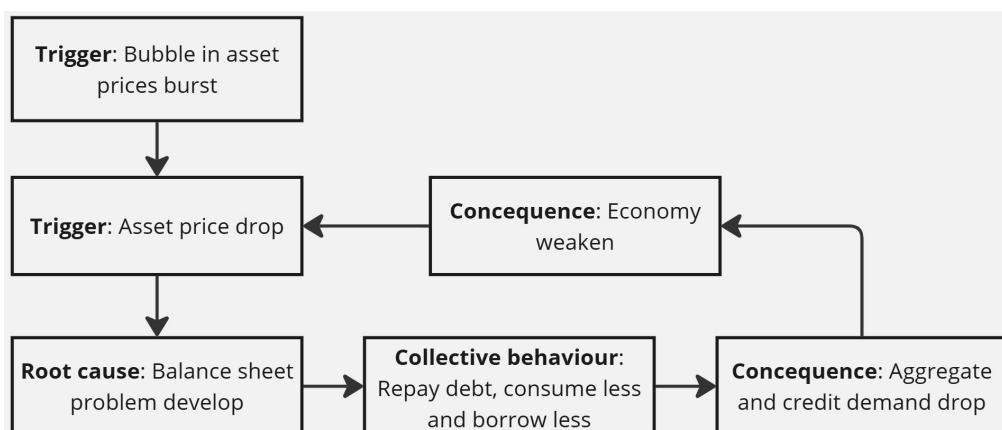 Trigger: Bubble in asset
prices burst
Trigger: Asset price drop
Concequence: Economy
weaken
Root cause: Balance sheet
problem develop
Collective behaviour:
Repay debt, consume less
and borrow less
Concequence: Aggregate
and credit demand drop